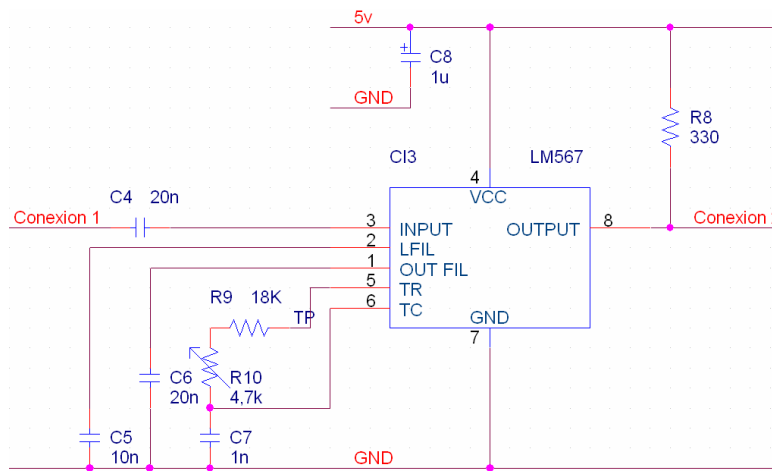 5v
C8
1u
GND
R8
330
CI3
LM567
4
VCC
C4 20n
Conexion 1
3
INPUT
OUTPUT
8
Conexion
2
LFIL
1
OUT FIL
R9 18K
5
TR
TP
6
TC
GND
7
R10
4,7k
C6
20n
C5
10n
C7
1n
GND